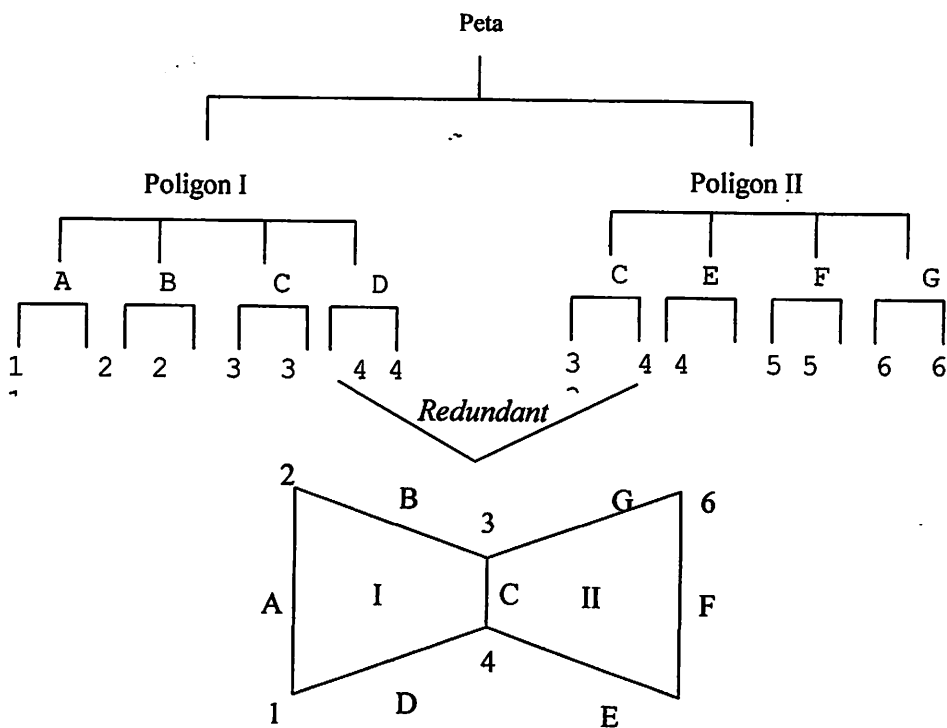 Peta
Poligon I Poligon II
A B C D C E F G
1 2 2 3 3 4 4 3 4 4 5 5 6 6
Redundant
2 B G 6
3
A I C II F
4
1 D E